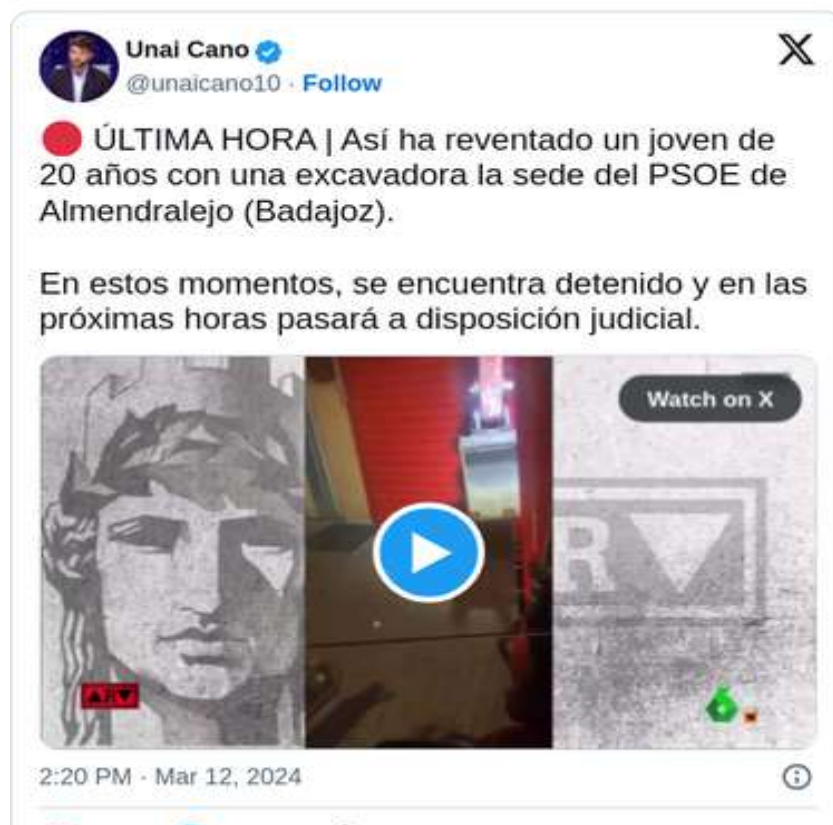 Unai Cano
@unaicano10 · Follow
ÚLTIMA HORA | Así ha reventado un joven de
20 años con una excavadora la sede del PSOE de
Almendralejo (Badajoz).
En estos momentos, se encuentra detenido y en las
próximas horas pasará a disposición judicial.
Watch on X
R
2:20 PM · Mar 12, 2024